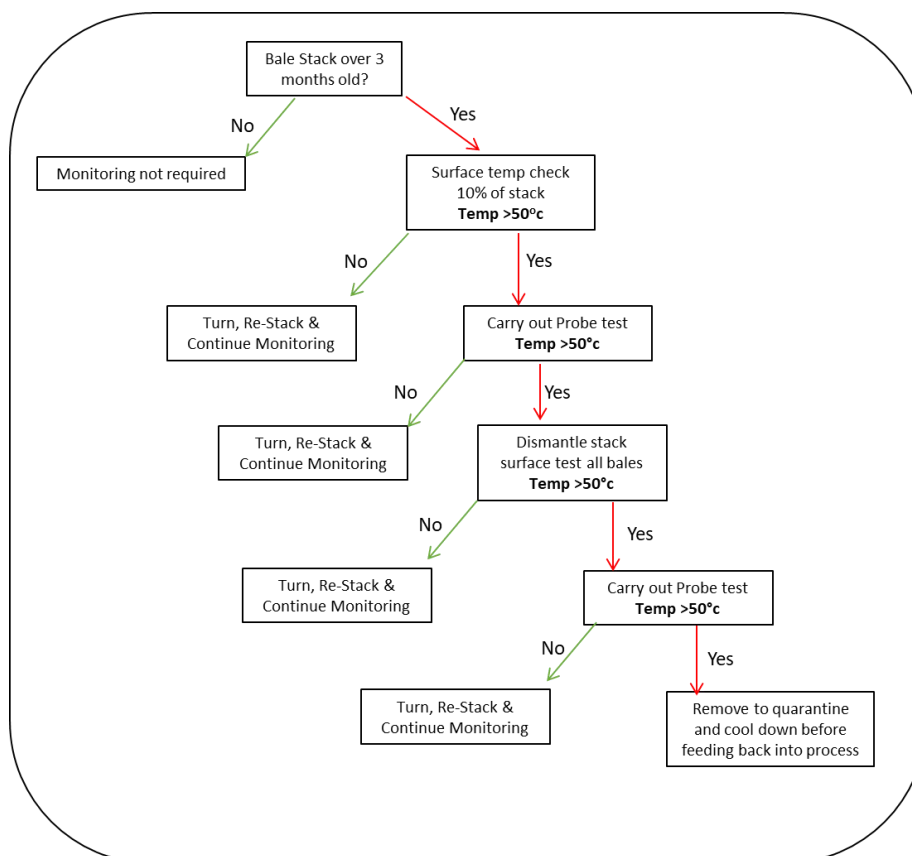 Bale Stack over 3
months old?
No
Yes
Monitoring not required
Surface temp check
10% of stack
Temp >50ºc
No
Yes
Turn, Re-Stack &
Continue Monitoring
Carry out Probe test
Temp >50°c
No
Yes
Turn, Re-Stack &
Continue Monitoring
Dismantle stack
surface test all bales
Temp >50°c
No
Yes
Turn, Re-Stack &
Continue Monitoring
Carry out Probe test
Temp >50°c
No
Yes
Turn, Re-Stack &
Continue Monitoring
Remove to quarantine
and cool down before
feeding back into process